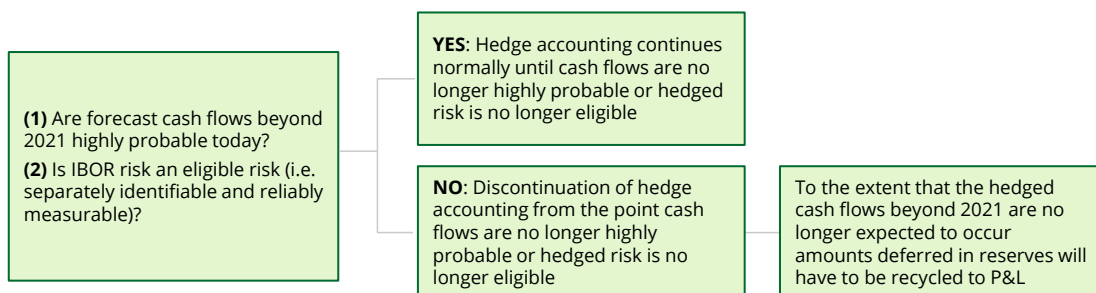 (1) Are forecast cash flows beyond
2021 highly probable today?
(2) Is IBOR risk an eligible risk (i.e.
separately identifiable and reliably
measurable)?
YES: Hedge accounting continues
normally until cash flows are no
longer highly probable or hedged
risk is no longer eligible
NO: Discontinuation of hedge
accounting from the point cash
flows are no longer highly
probable or hedged risk is no
longer eligible
To the extent that the hedged
cash flows beyond 2021 are no
longer expected to occur
amounts deferred in reserves will
have to be recycled to P&L